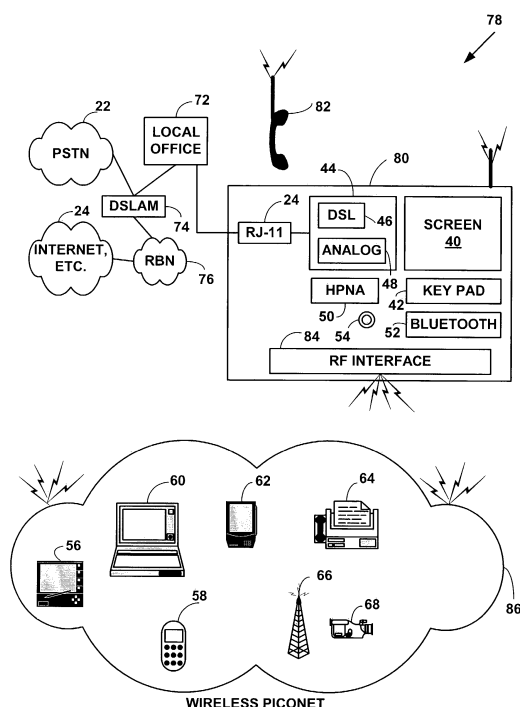 78
22
72
82
PSTN
LOCAL
OFFICE
44
80
24
DSLAM
74
24
RJ-11
DSL
46
SCREEN
40
INTERNET,
ETC.
RBN
76
ANALOG
48
HPNA
50
42
KEY PAD
54
52
BLUETOOTH
84
RF INTERFACE
60
62
64
56
58
66
68
86
WIRELESS PICONET